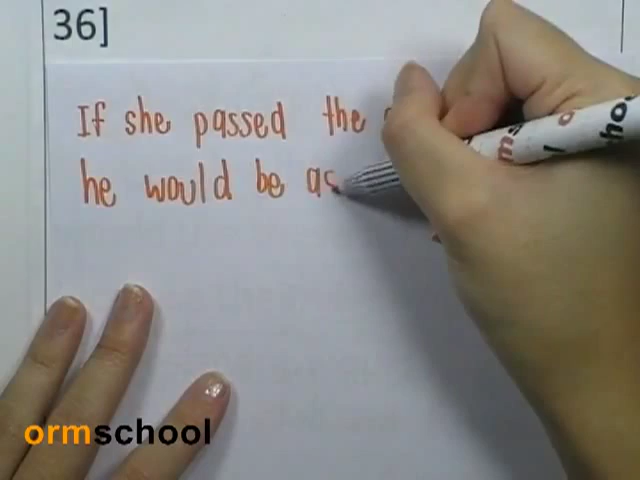 36]
If she passed the
he would be as
ormschool